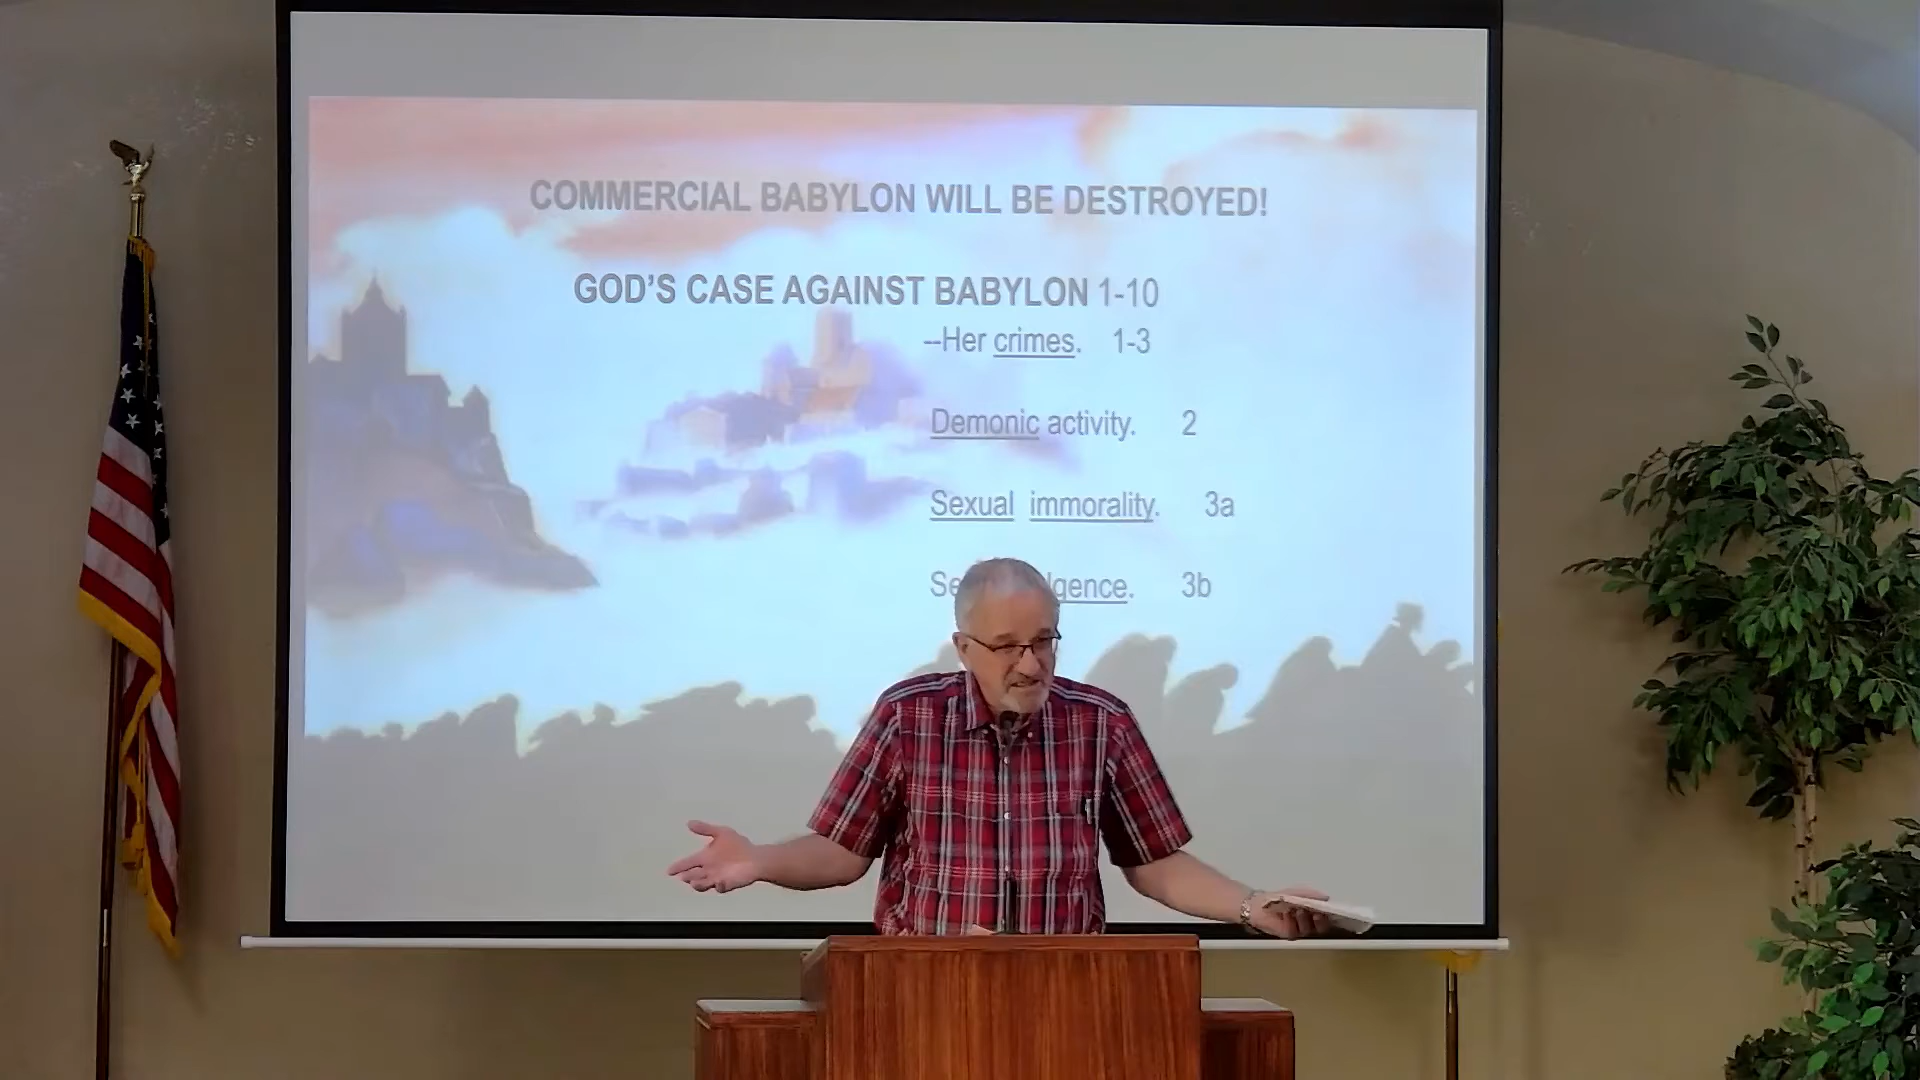 COMMERCIAL BABYLON WILL BE DESTROYED!
GOD'S CASE AGAINST BABYLON 1-10
--Her crimes. 1-3
Demonic activity. 2
Sexual immorality. 3a
3b